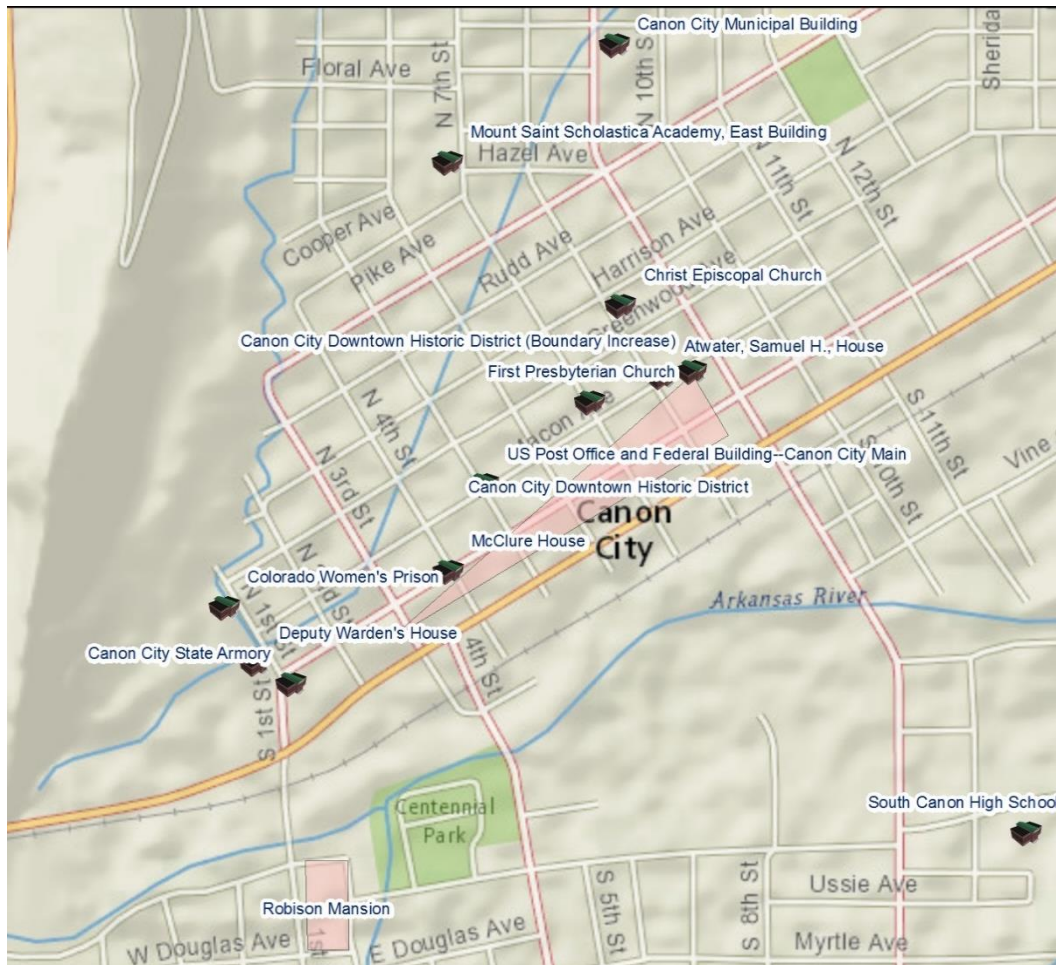 Canon City Municipal Building
Floral Ave
N 7th St
N 10th S
Sherida
Mount Saint Scholastica Academy, East Building
Hazel Ave
N 11th St
N 12th St
Cooper Ave
Pike Ave
Rudd Ave
Harrison Ave
Christ Episcopal Church
Greenwood Ave
Canon City Downtown Historic District (Boundary Increase)
Atwater, Samuel H., House
First Presbyterian Church
N 4th St
Macon Ave
S 11th St
N 3rd St
US Post Office and Federal Building--Canon City Main
S 10th St
Vine
Canon City Downtown Historic District
Canon
City
McClure House
N 2nd St
Colorado Women's Prison
N 1st St
Arkansas River
Deputy Warden's House
Canon City State Armory
4th St
S 1st St
Centennial
Park
South Canon High Schoo
S 5th St
S 8th St
Ussie Ave
Robison Mansion
1st
W Douglas Ave
E Douglas Ave
Myrtle Ave